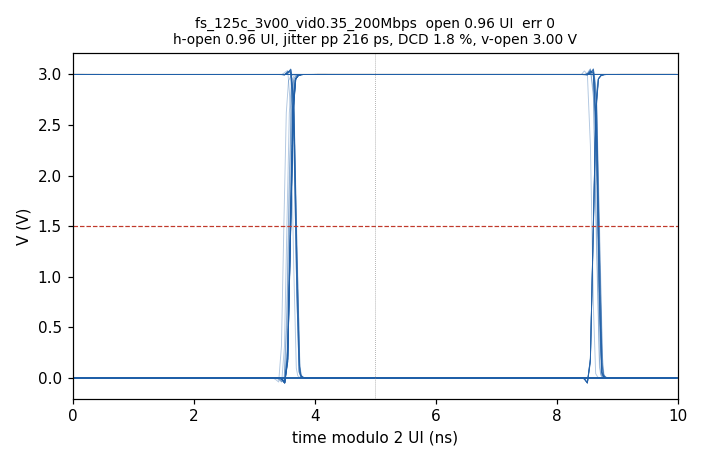 fs_125c_3v00_vid0.35_200Mbps  open 0.96 UI  err 0
h-open 0.96 UI, jitter pp 216 ps, DCD 1.8 %, v-open 3.00 V
3.0
2.5
2.0
1.5
1.0
0.5
0.0
V (V)
0 2 4 6 8 10
time modulo 2 UI (ns)